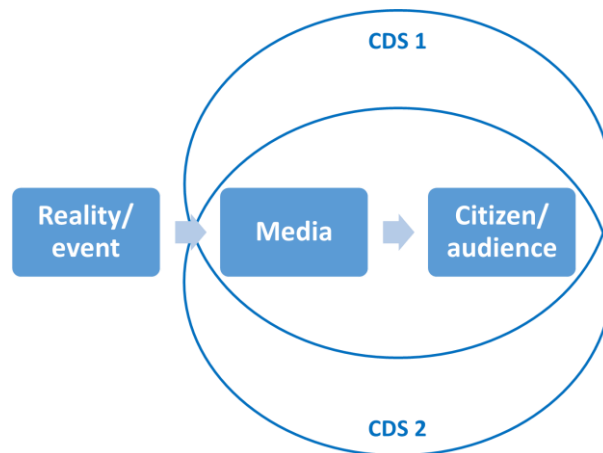 CDS 1
Reality/
event
Media
Citizen/
audience
CDS 2